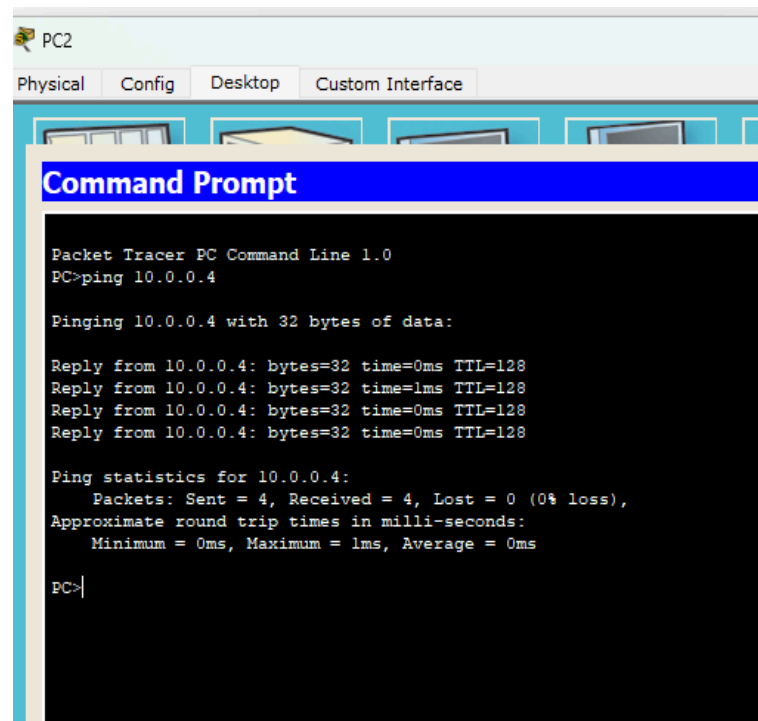 PC2
Physical Config Desktop Custom Interface
Command Prompt
Packet Tracer PC Command Line 1.0
PC>ping 10.0.0.4
Pinging 10.0.0.4 with 32 bytes of data:
Reply from 10.0.0.4: bytes=32 time=0ms TTL=128
Reply from 10.0.0.4: bytes=32 time=1ms TTL=128
Reply from 10.0.0.4: bytes=32 time=0ms TTL=128
Reply from 10.0.0.4: bytes=32 time=0ms TTL=128
Ping statistics for 10.0.0.4:
Packets: Sent = 4, Received = 4, Lost = 0 (0% loss),
Approximate round trip times in milli-seconds:
Minimum = 0ms, Maximum = 1ms, Average = 0ms
PC>